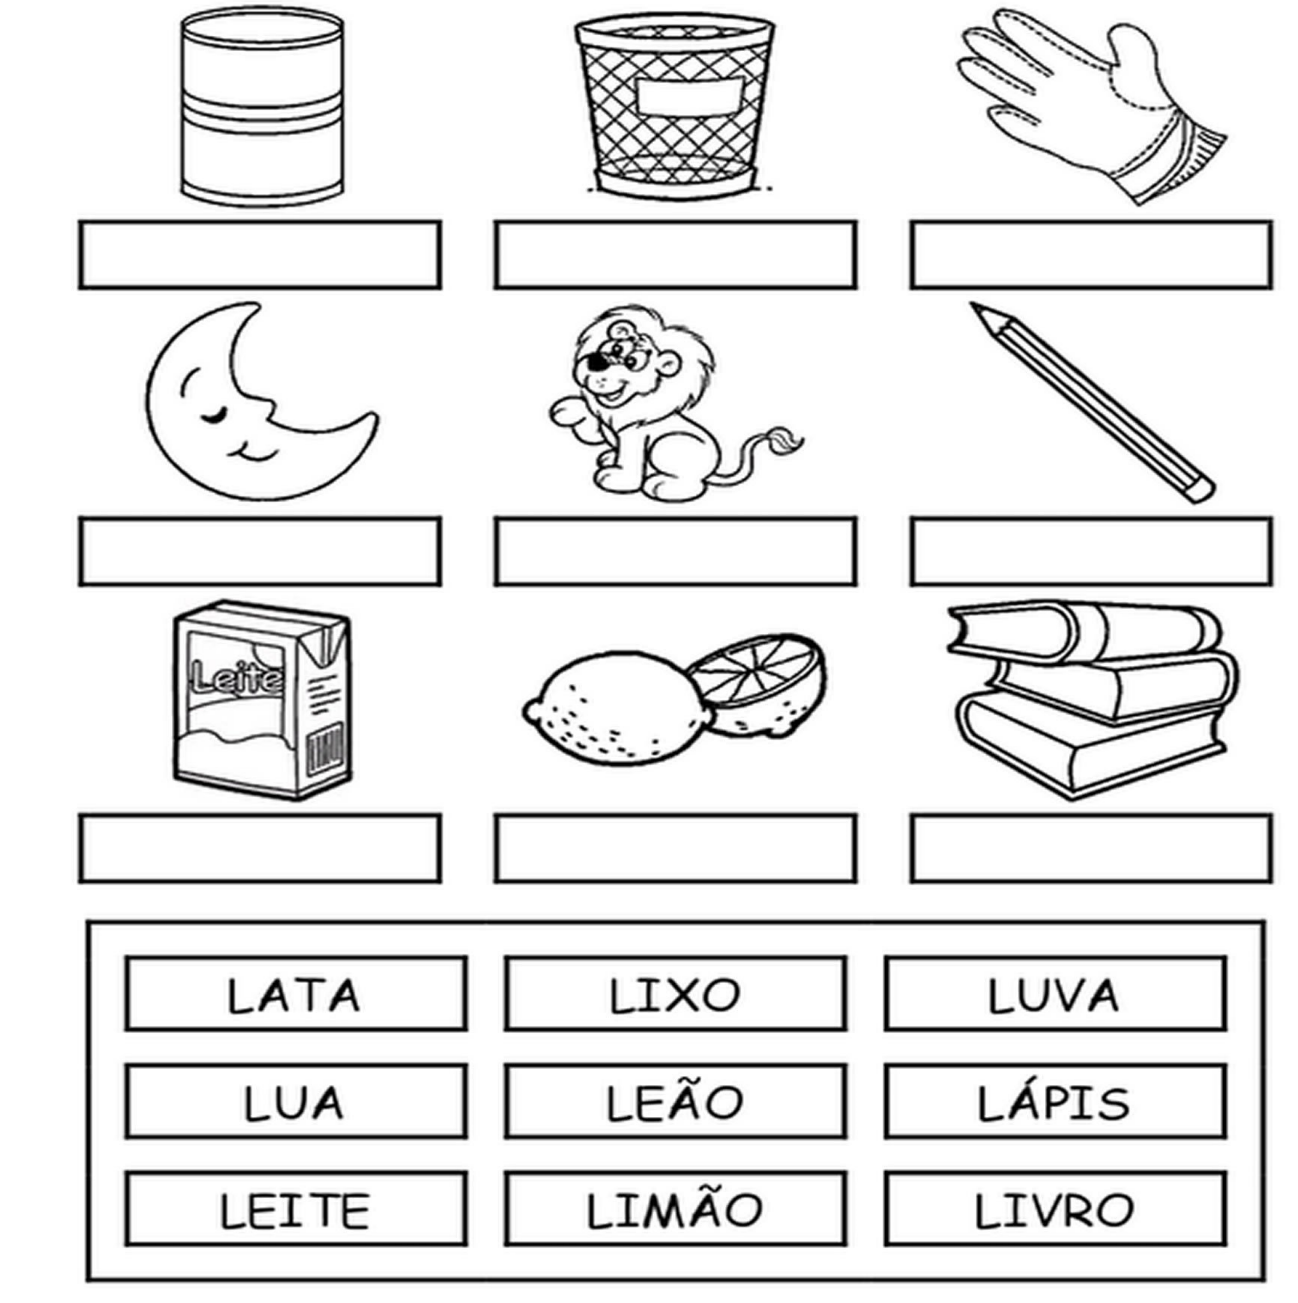 Leite
LATA LIXO LUVA
LUA LEÃO LÁPIS
LEITE LIMÃO LIVRO